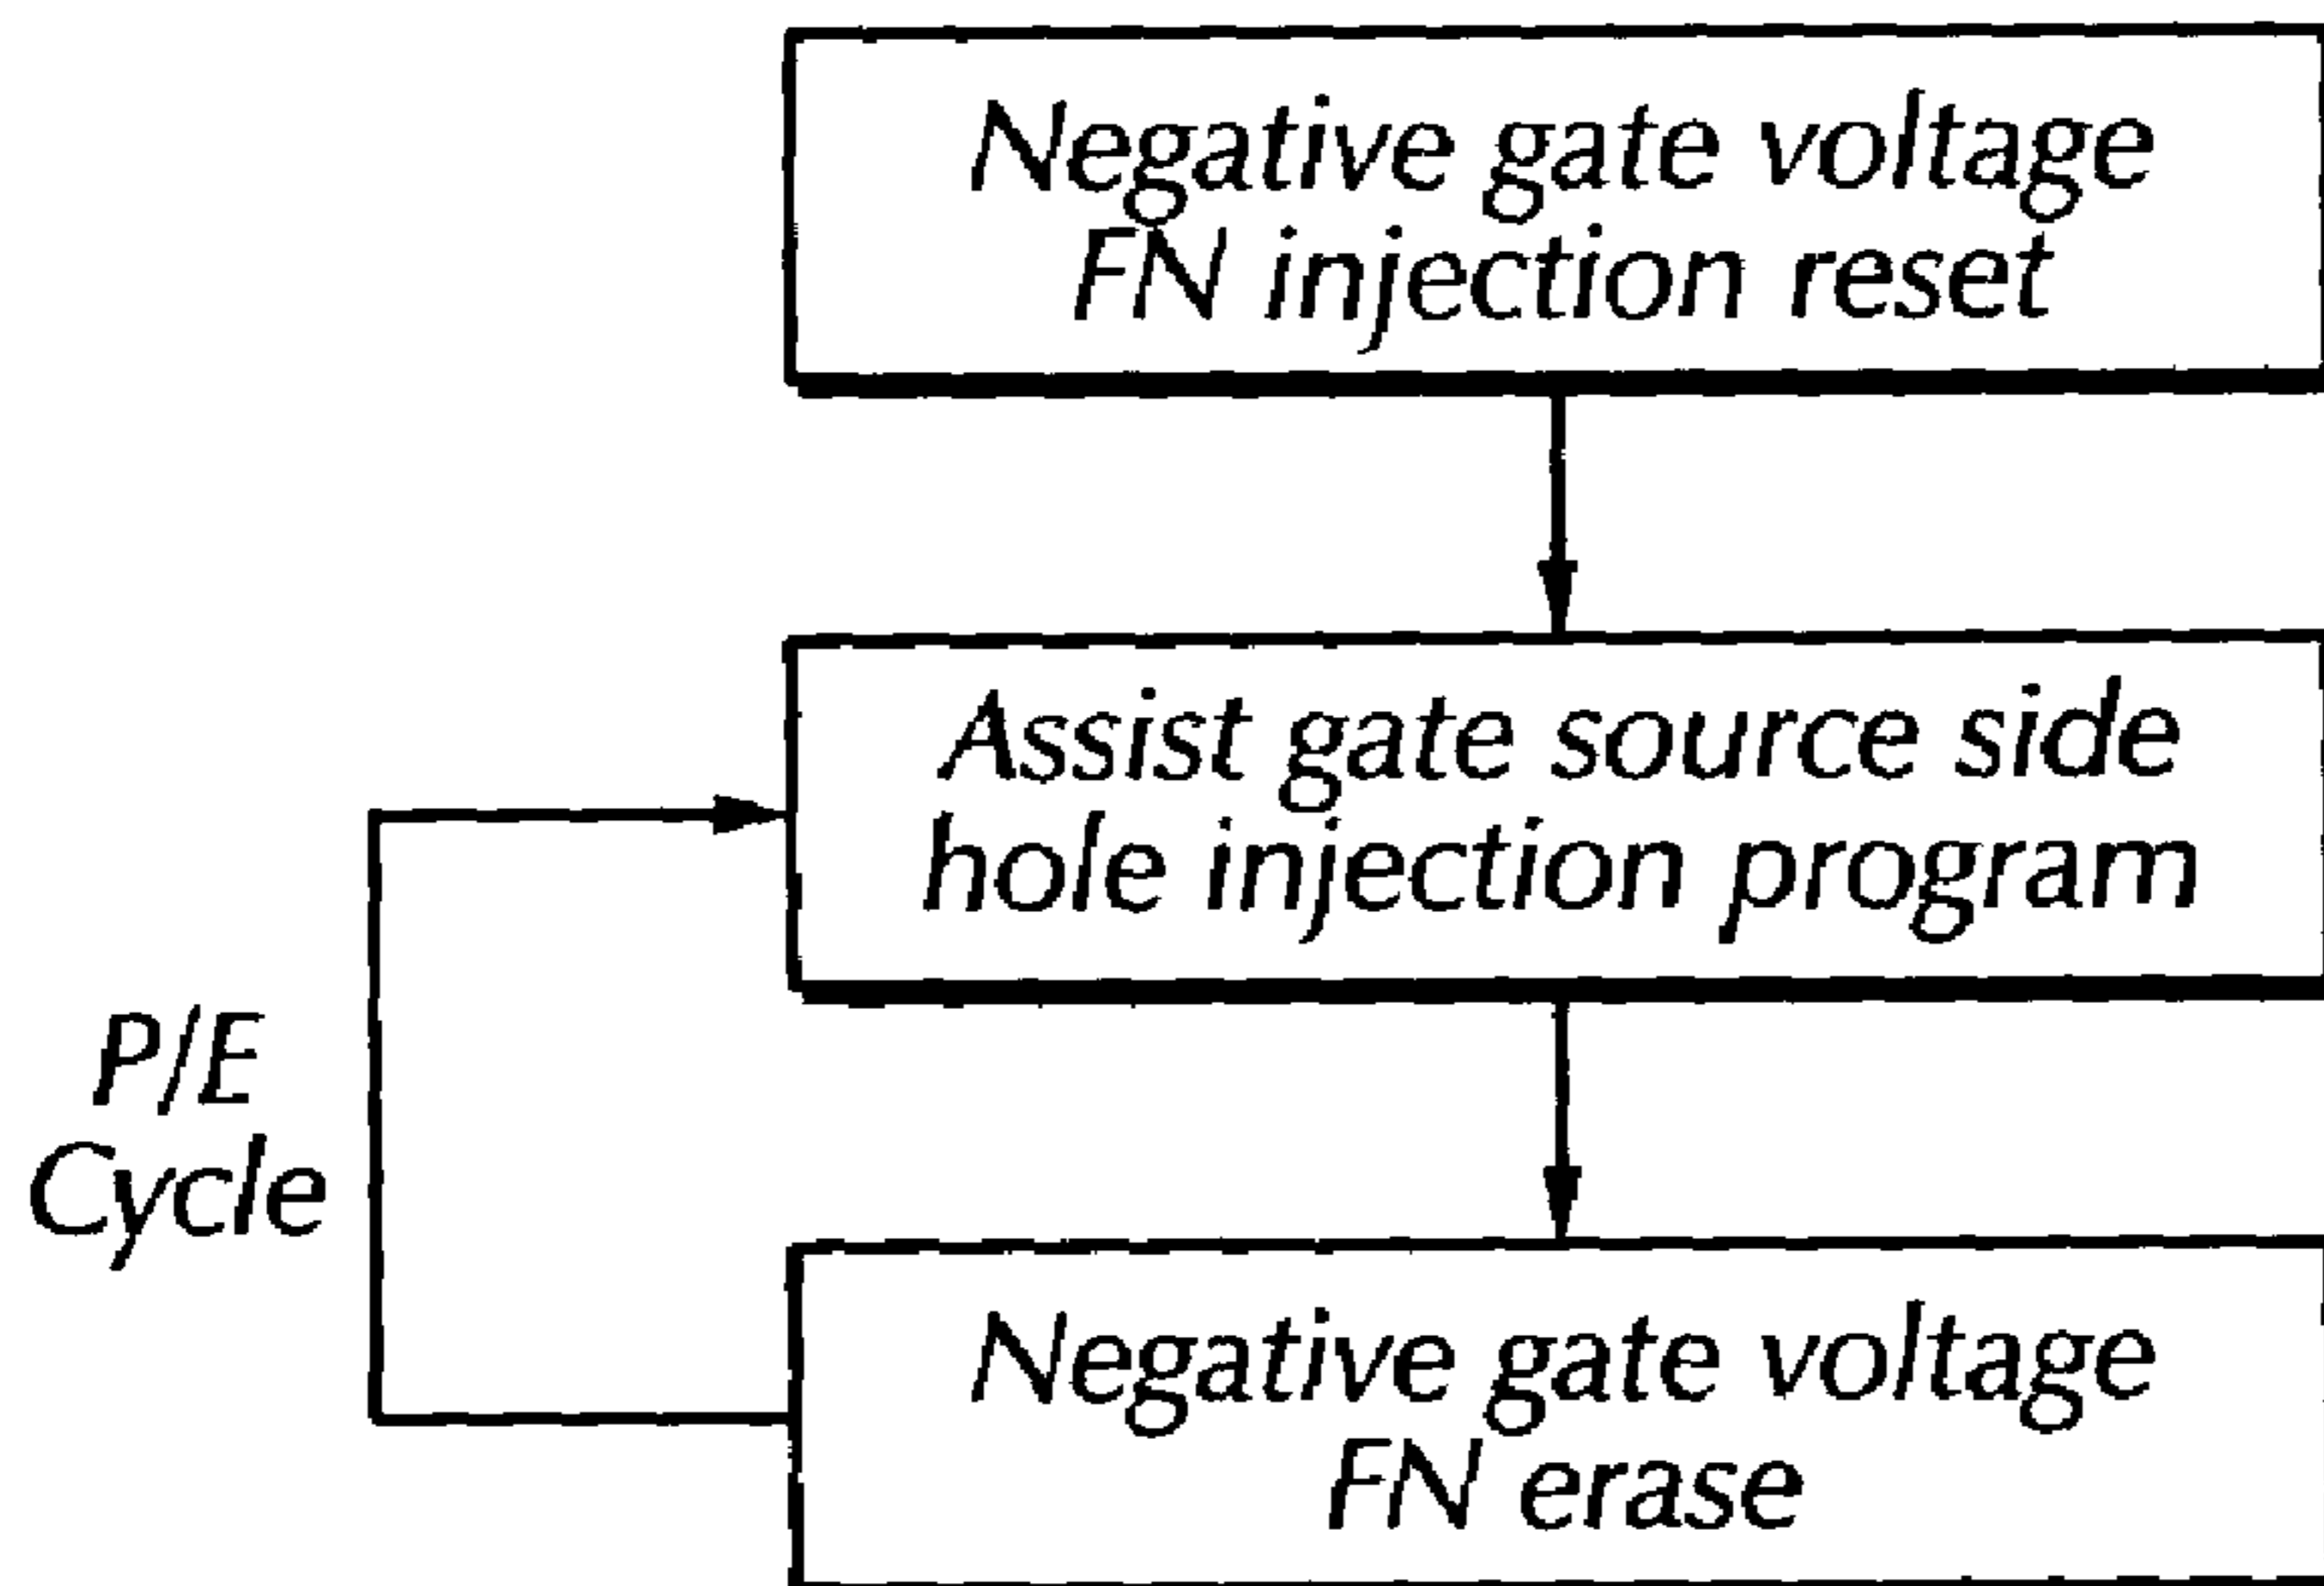 Negative gate voltage
FN injection reset
Assist gate source side
hole injection program
P/E
Cycle
Negative gate voltage
FN erase